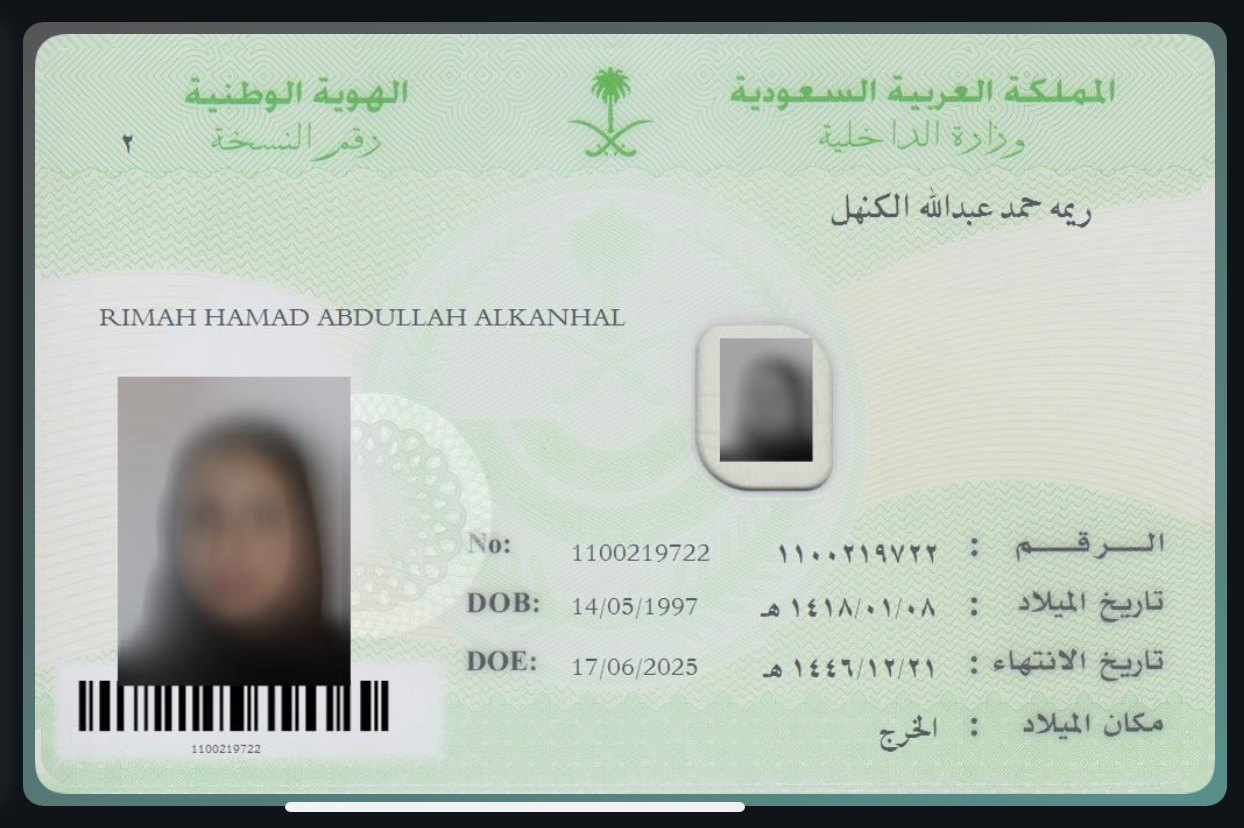 المملكة العربية السعودية
وزارة الداخلية
الهوية الوطنية
رقم النسخة ٢
ريمه حمد عبدالله الكنهل
RIMAH HAMAD ABDULLAH ALKANHAL
الـــرقـــم : ١١٠٠٢١٩٧٢٢ 1100219722 No:
تاريخ الميلاد : ١٤١٨/٠١/٠٨ هـ 14/05/1997 DOB:
تاريخ الانتهاء : ١٤٤٦/١٢/٢١ هـ 17/06/2025 DOE:
مكان الميلاد : الخرج
1100219722